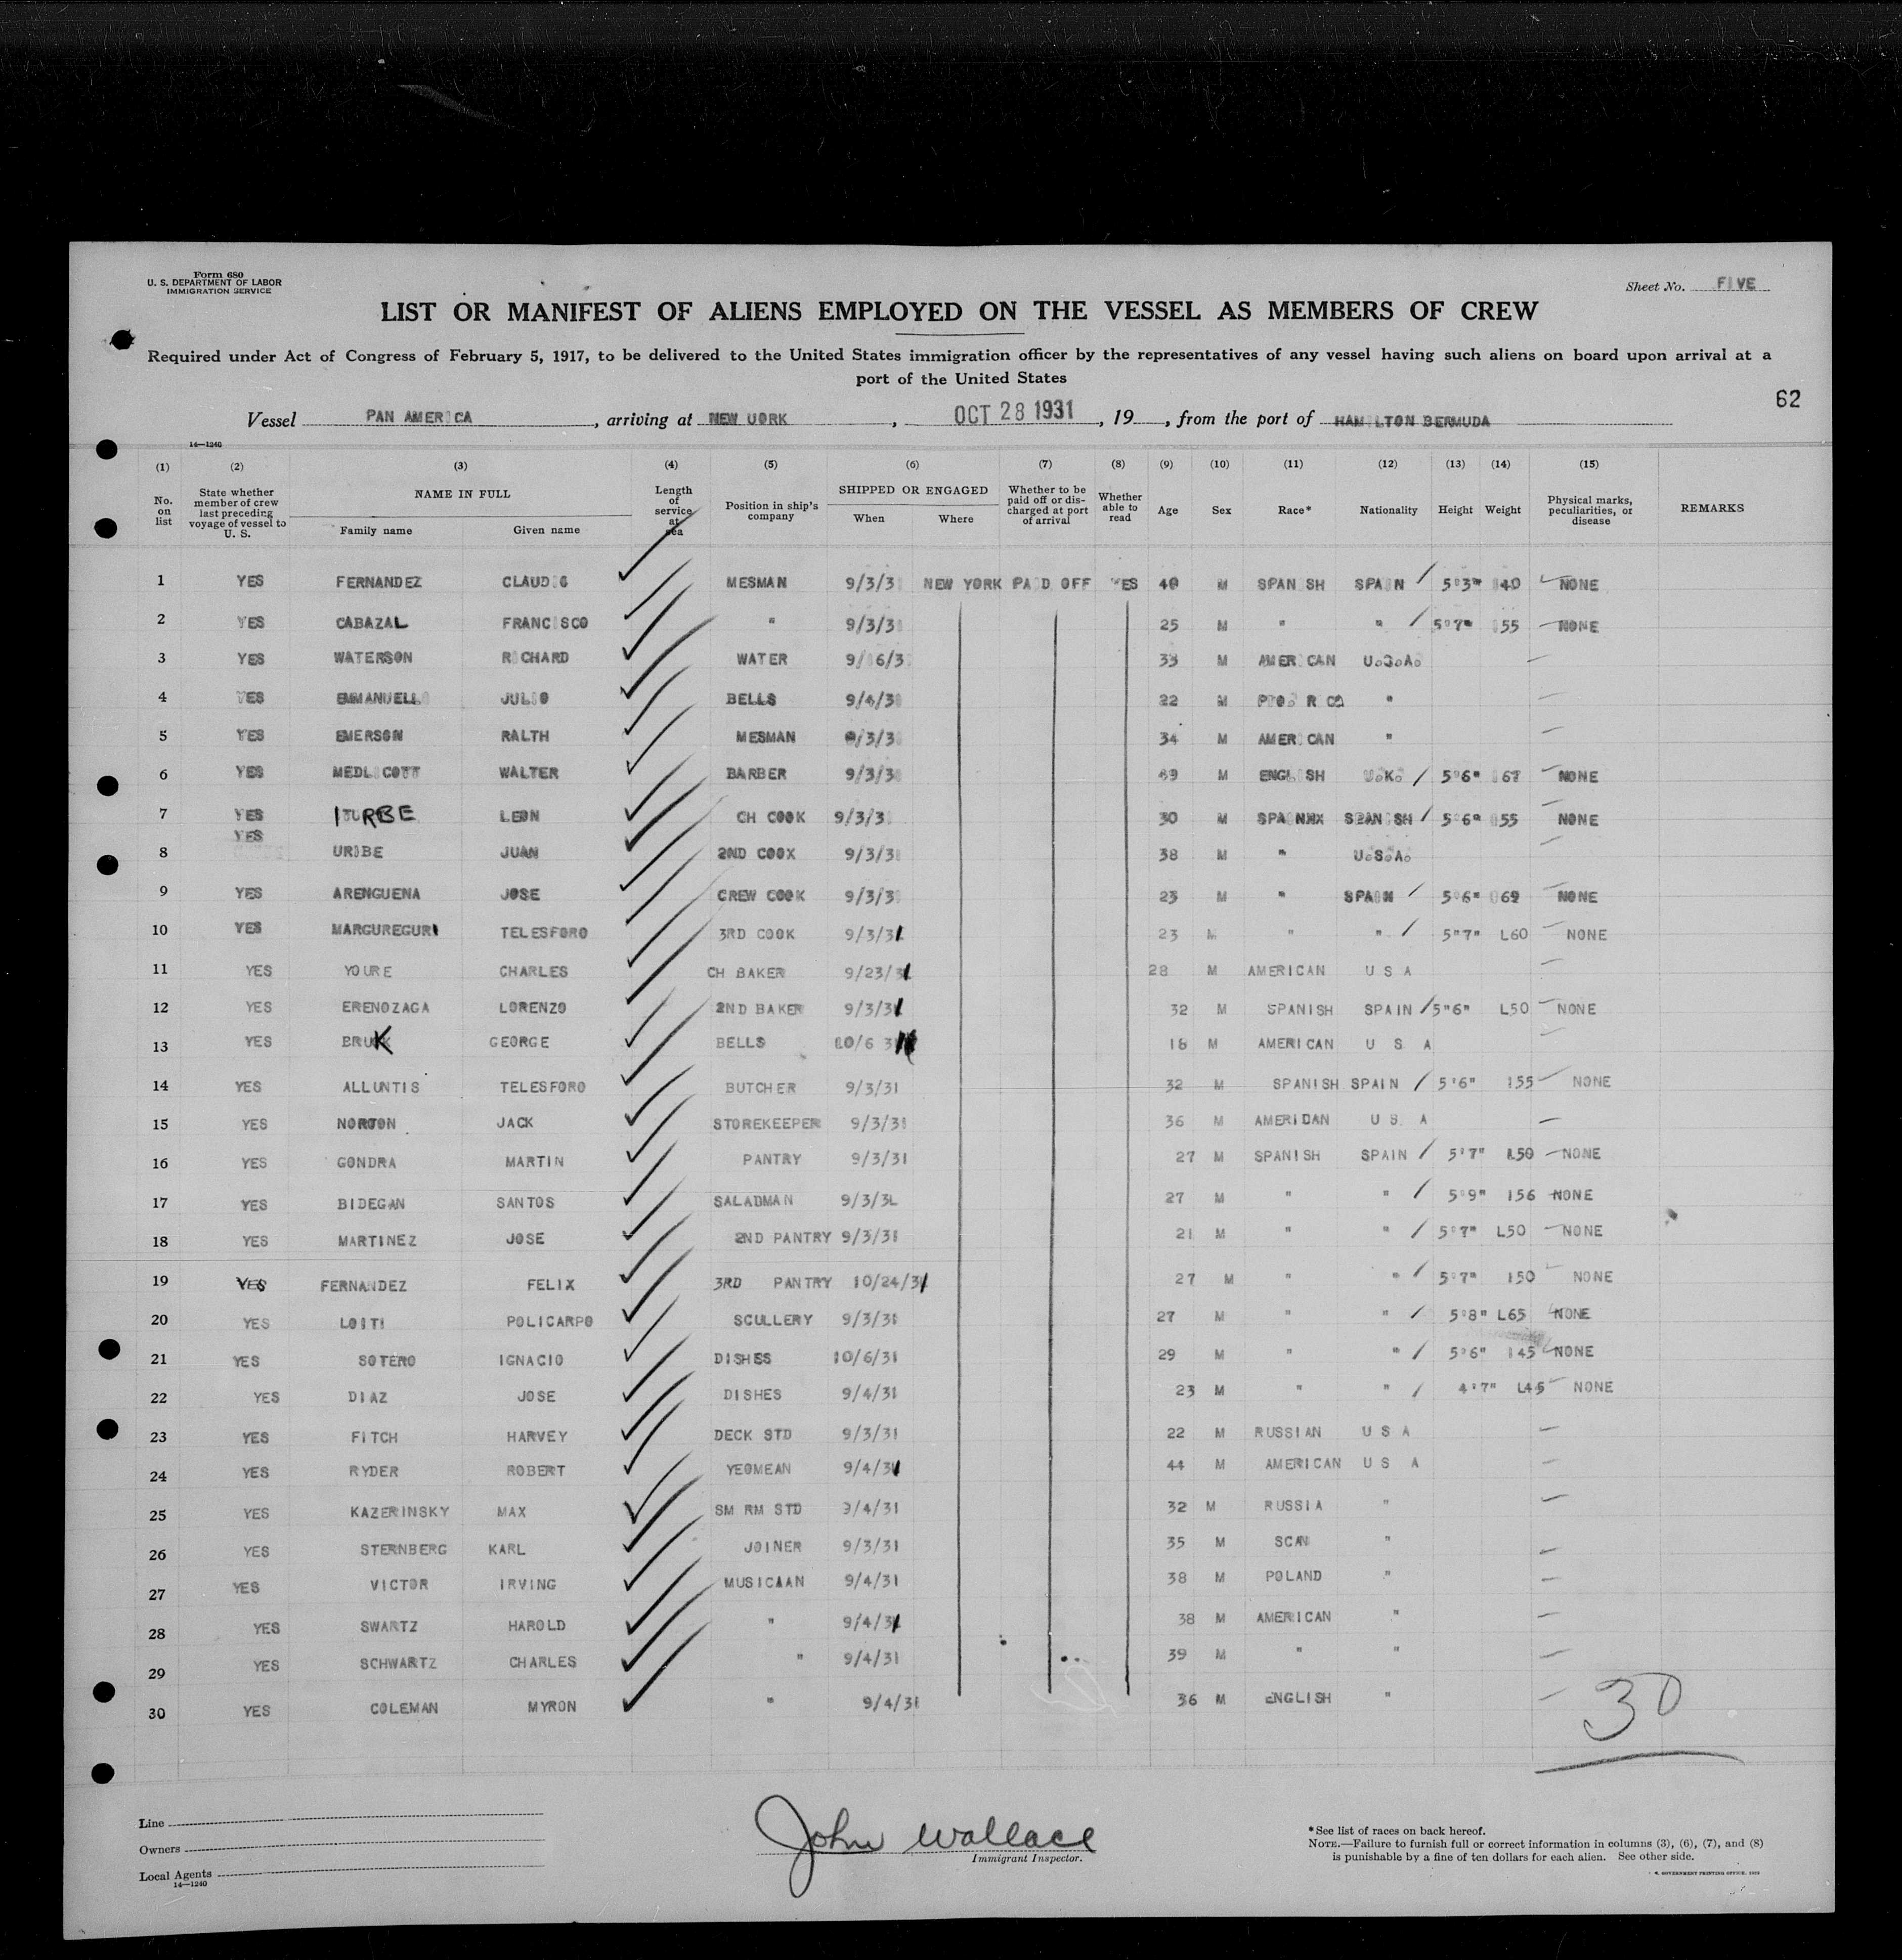 Form 680
U. S. DEPARTMENT OF LABOR
IMMIGRATION SERVICE
Sheet No. FIVE
LIST OR MANIFEST OF ALIENS EMPLOYED ON THE VESSEL AS MEMBERS OF CREW
Required under Act of Congress of February 5, 1917, to be delivered to the United States immigration officer by the representatives of any vessel having such aliens on board upon arrival at a
port of the United States
62
Vessel PAN AMERICA, arriving at NEW UORK, OCT 28 1931, 19, from the port of HAMILTON BERMUDA
14—1240
(1) (2) (3) (4) (5) (6) (7) (8) (9) (10) (11) (12) (13) (14) (15)
No. on list State whether member of crew last preceding voyage of vessel to U. S. NAME IN FULL Family name Given name Length of service at sea Position in ship's company SHIPPED OR ENGAGED When Where Whether to be paid off or discharged at port of arrival Whether able to read Age Sex Race* Nationality Height Weight Physical marks, peculiarities, or disease REMARKS
1 YES FERNANDEZ CLAUDIO MESMAN 9/3/31 NEW YORK PAID OFF YES 40 M SPANISH SPAIN / 5"3" 140 NONE
2 YES CABAZAL FRANCISCO " 9/3/31 25 M " " / 5"7" 155 NONE
3 YES WATERSON RICHARD WATER 9/16/31 33 M AMERICAN U.S.A.
4 YES EMMANUELLI JULIO BELLS 9/4/31 22 M "
5 YES EMERSON RALTH MESMAN 9/3/31 34 M AMERICAN "
6 YES MEDLICOTT WALTER BARBER 9/3/31 M ENGLISH U.K. / 5"6" 167 NONE
7 YES ITURBE LEON CH COOK 9/3/31 30 M SPANISH / 5"6" 155 NONE
YES
8 URIBE JUAN 2ND COOX 9/3/31 38 M " U.S.A.
9 YES ARENGUENA JOSE CREW COOK 9/3/31 23 M " SPAIN / 5"6" 169 NONE
10 YES MARGUREGUI TELESFORO 3RD COOK 9/3/31 23 M " " / 5"7" L60 NONE
11 YES YOURE CHARLES CH BAKER 9/23/31 28 M AMERICAN U S A
12 YES ERENOZAGA LORENZO 2ND BAKER 9/3/31 32 M SPANISH SPAIN / 5"6" L50 NONE
13 YES BRUK GEORGE BELLS 10/6 31 18 M AMERICAN U S A
14 YES ALLUNTIS TELESFORO BUTCHER 9/3/31 32 M SPANISH SPAIN / 5"6" 155 NONE
15 YES NORTON JACK STOREKEEPER 9/3/31 36 M AMERIDAN U S A
16 YES GONDRA MARTIN PANTRY 9/3/31 27 M SPANISH SPAIN / 5"7" 150 NONE
17 YES BIDEGAN SANTOS SALADMAN 9/3/3L 27 M " " / 5"9" 156 NONE
18 YES MARTINEZ JOSE 2ND PANTRY 9/3/31 21 M " " / 5"7" L50 NONE
19 YES FERNANDEZ FELIX 3RD PANTRY 10/24/31 27 M " " / 5"7" 150 NONE
20 YES LOITI POLICARPO SCULLERY 9/3/31 27 M " " / 5"8" L65 NONE
21 YES SOTERO IGNACIO DISHES 10/6/31 29 M " " / 5"6" 145 NONE
22 YES DIAZ JOSE DISHES 9/4/31 23 M " " / 4"7" L45 NONE
23 YES FITCH HARVEY DECK STD 9/3/31 22 M RUSSIAN U S A
24 YES RYDER ROBERT YEOMEAN 9/4/31 44 M AMERICAN U S A
25 YES KAZERINSKY MAX SM RM STD 9/4/31 32 M RUSSIA "
26 YES STERNBERG KARL JOINER 9/3/31 35 M SCAN "
27 YES VICTOR IRVING MUSICAAN 9/4/31 38 M POLAND "
28 YES SWARTZ HAROLD " 9/4/31 38 M AMERICAN "
29 YES SCHWARTZ CHARLES " 9/4/31 39 M " "
30 YES COLEMAN MYRON " 9/4/31 36 M ENGLISH "
30
Line
Owners
Local Agents
14—1240
John Wallace
Immigrant Inspector.
*See list of races on back hereof.
NOTE.—Failure to furnish full or correct information in columns (3), (6), (7), and (8)
is punishable by a fine of ten dollars for each alien. See other side.